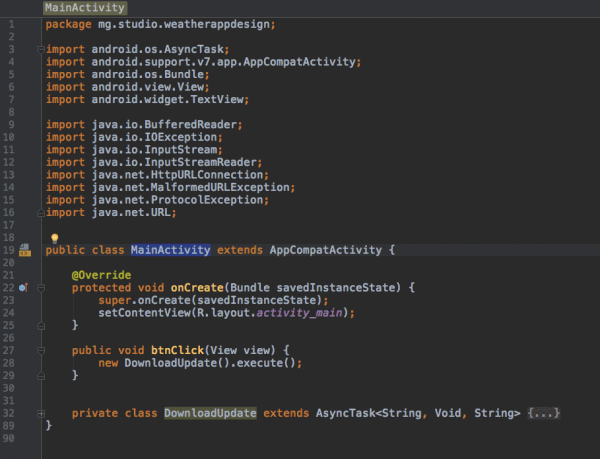 MainActivity
1 package mg.studio.weatherappdesign;
2
3 import android.os.AsyncTask;
4 import android.support.v7.app.AppCompatActivity;
5 import android.os.Bundle;
6 import android.view.View;
7 import android.widget.TextView;
8
9 import java.io.BufferedReader;
10 import java.io.IOException;
11 import java.io.InputStream;
12 import java.io.InputStreamReader;
13 import java.net.HttpURLConnection;
14 import java.net.MalformedURLException;
15 import java.net.ProtocolException;
16 import java.net.URL;
17
18
19 public class MainActivity extends AppCompatActivity {
20
21 @Override
22 protected void onCreate(Bundle savedInstanceState) {
23 super.onCreate(savedInstanceState);
24 setContentView(R.layout.activity_main);
25 }
26
27 public void btnClick(View view) {
28 new DownloadUpdate().execute();
29 }
30
31
32 private class DownloadUpdate extends AsyncTask<String, Void, String> {...}
89 }
90